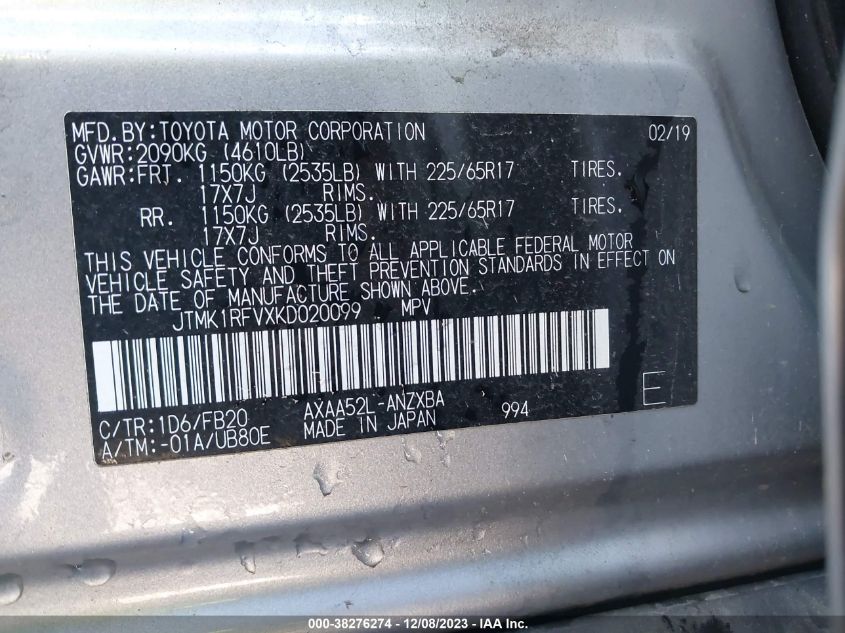 MFD.BY:TOYOTA MOTOR CORPORATION 02/19
GVWR:2090KG (4610LB)
GAWR:FRT. 1150KG (2535LB) WITH 225/65R17 TIRES.
17X7J RIMS.
RR. 1150KG (2535LB) WITH 225/65R17 TIRES.
17X7J RIMS.
THIS VEHICLE CONFORMS TO ALL APPLICABLE FEDERAL MOTOR
VEHICLE SAFETY AND THEFT PREVENTION STANDARDS IN EFFECT ON
THE DATE OF MANUFACTURE SHOWN ABOVE.
JTMK1RFVXKD020099 MPV
C/TR:1D6/FB20 AXAA52L-ANZXBA 994 E
A/TM:-01A/UB80E MADE IN JAPAN
000-38276274 - 12/08/2023 - IAA Inc.